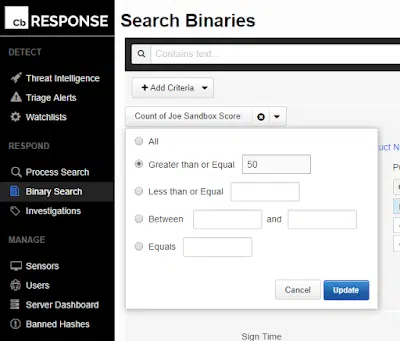 Cb RESPONSE
DETECT
Threat Intelligence
Triage Alerts
Watchlists
RESPOND
Process Search
Binary Search
Investigations
MANAGE
Sensors
Users
Server Dashboard
Banned Hashes
Search Binaries
Contains text...
+ Add Criteria
Count of Joe Sandbox Score
All
Greater than or Equal 50
Less than or Equal
Between and
Equals
Cancel Update
uct N
Sign Time